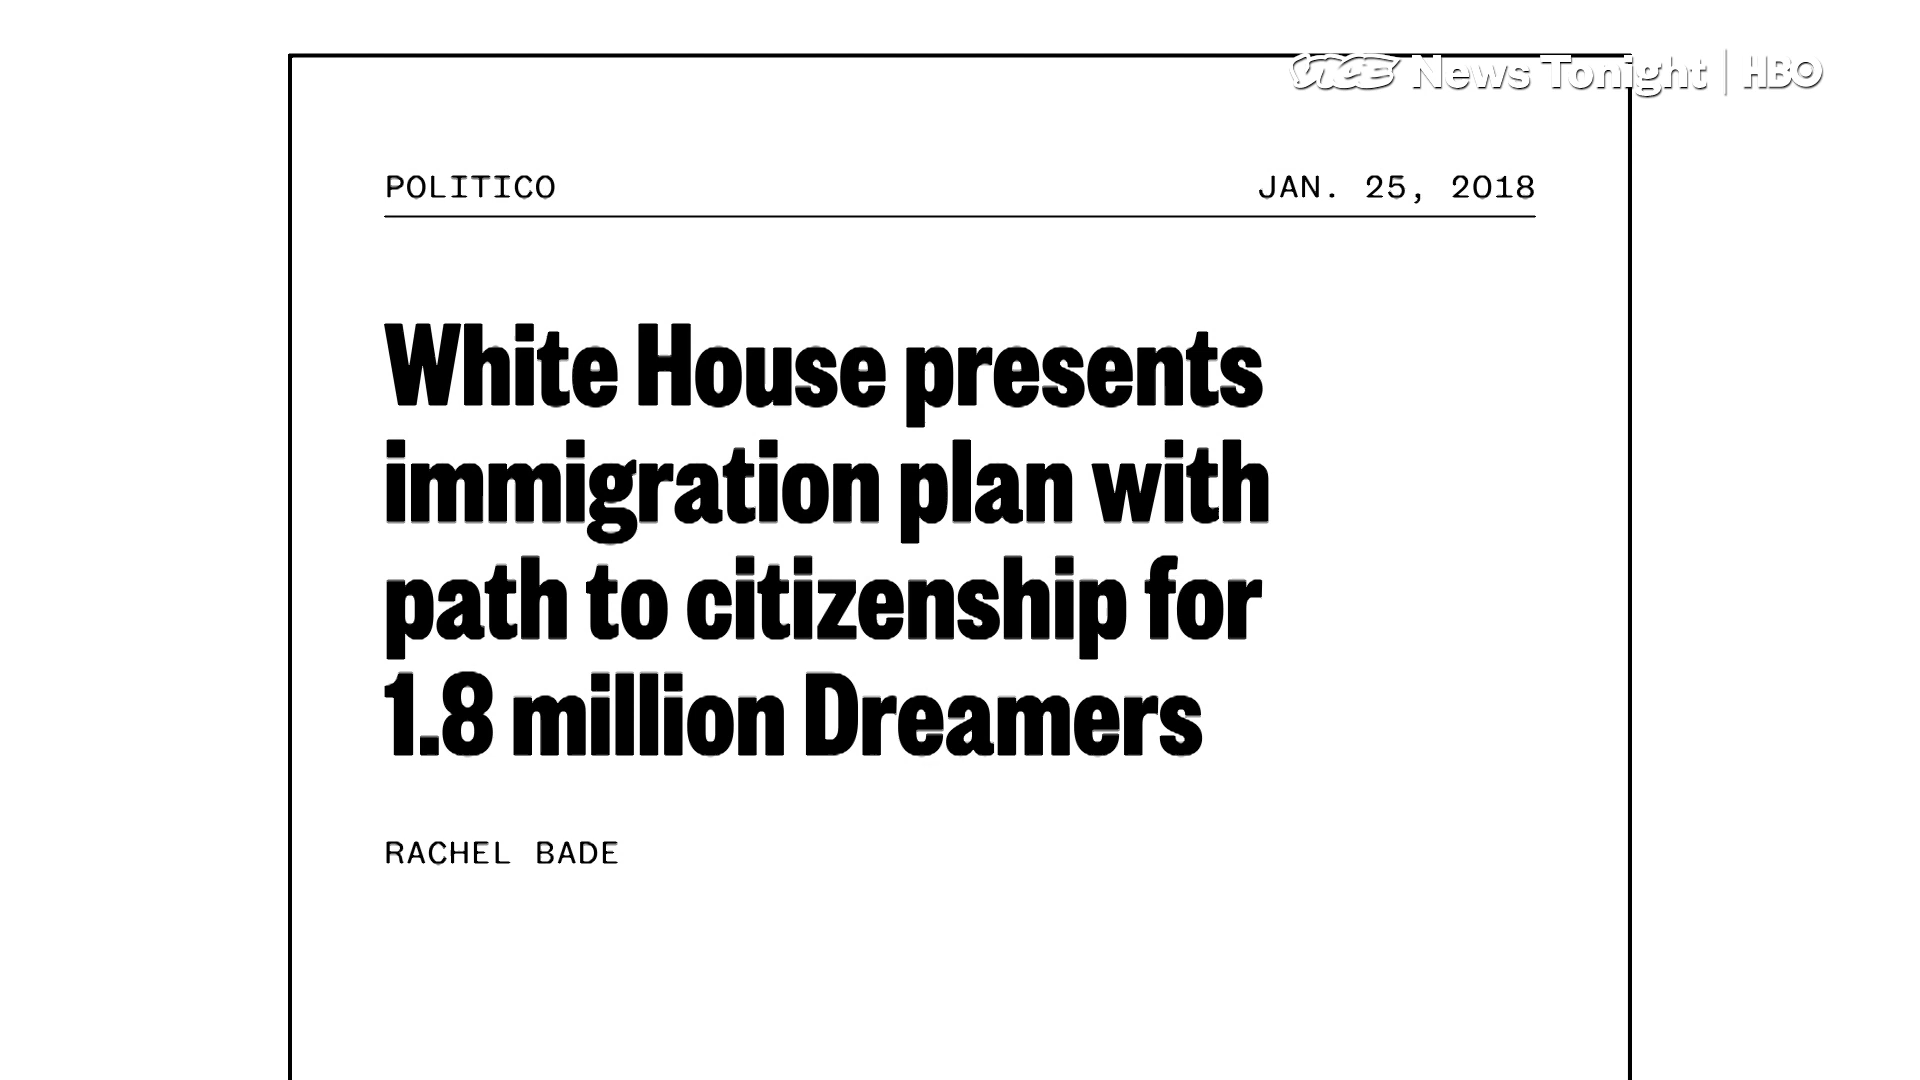 VICE News Tonight | HBO
POLITICO JAN. 25, 2018
White House presents
immigration plan with
path to citizenship for
1.8 million Dreamers
RACHEL BADE